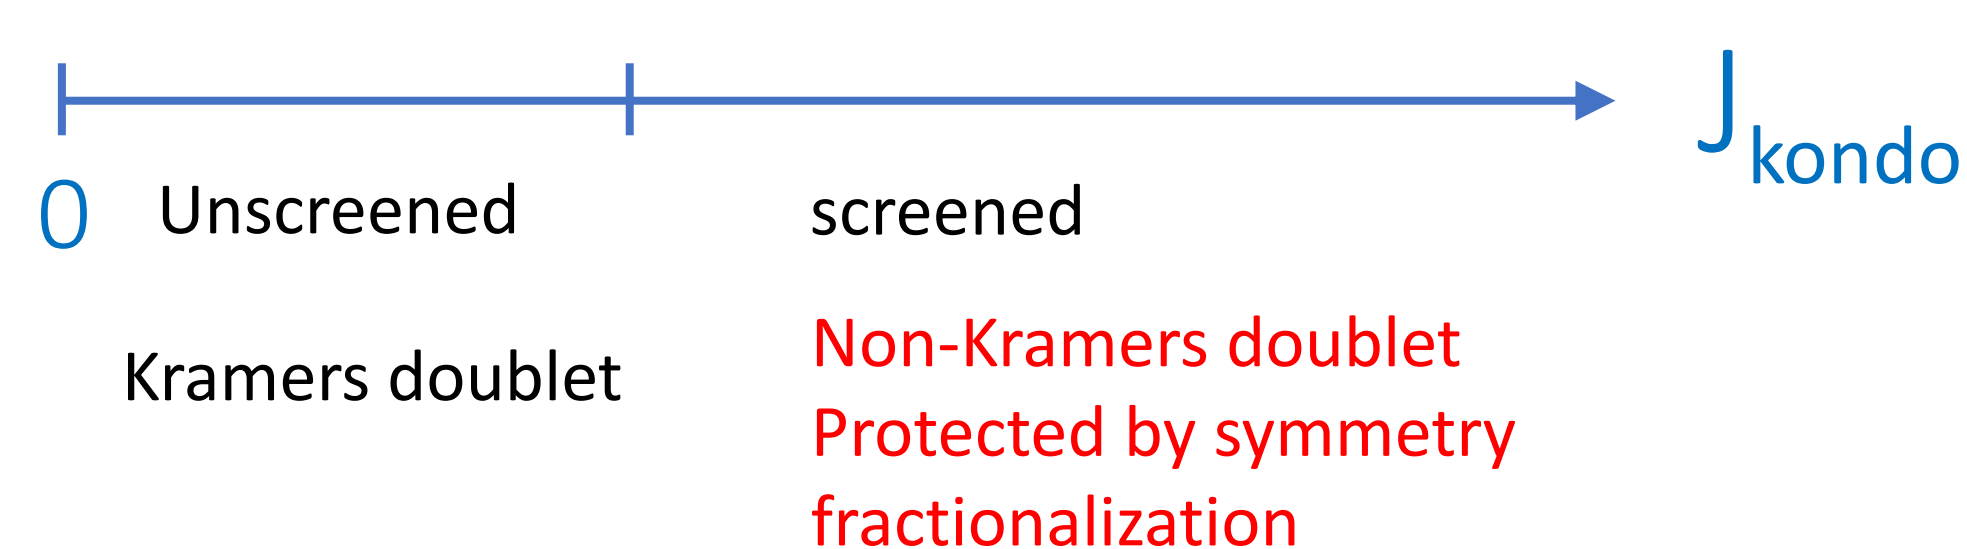 J kondo
0 Unscreened screened
Kramers doublet
Non-Kramers doublet
Protected by symmetry
fractionalization